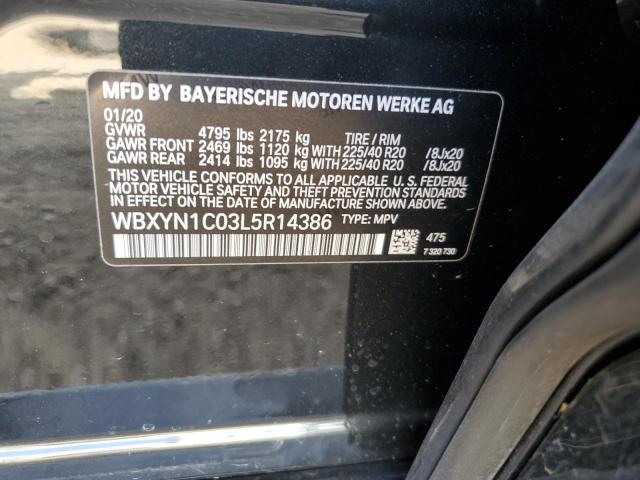 MFD BY BAYERISCHE MOTOREN WERKE AG
01/20
GVWR 4795 lbs 2175 kg TIRE / RIM
GAWR FRONT 2469 lbs 1120 kg WITH 225/40 R20 /8Jx20
GAWR REAR 2414 lbs 1095 kg WITH 225/40 R20 /8Jx20
THIS VEHICLE CONFORMS TO ALL APPLICABLE U. S. FEDERAL
MOTOR VEHICLE SAFETY, BUMPER, AND THEFT PREVENTION STANDARDS
IN EFFECT ON THE DATE OF MANUFACTURE SHOWN ABOVE.
WBXYN1C03L5R14386 TYPE: MPV
475
7 320 730